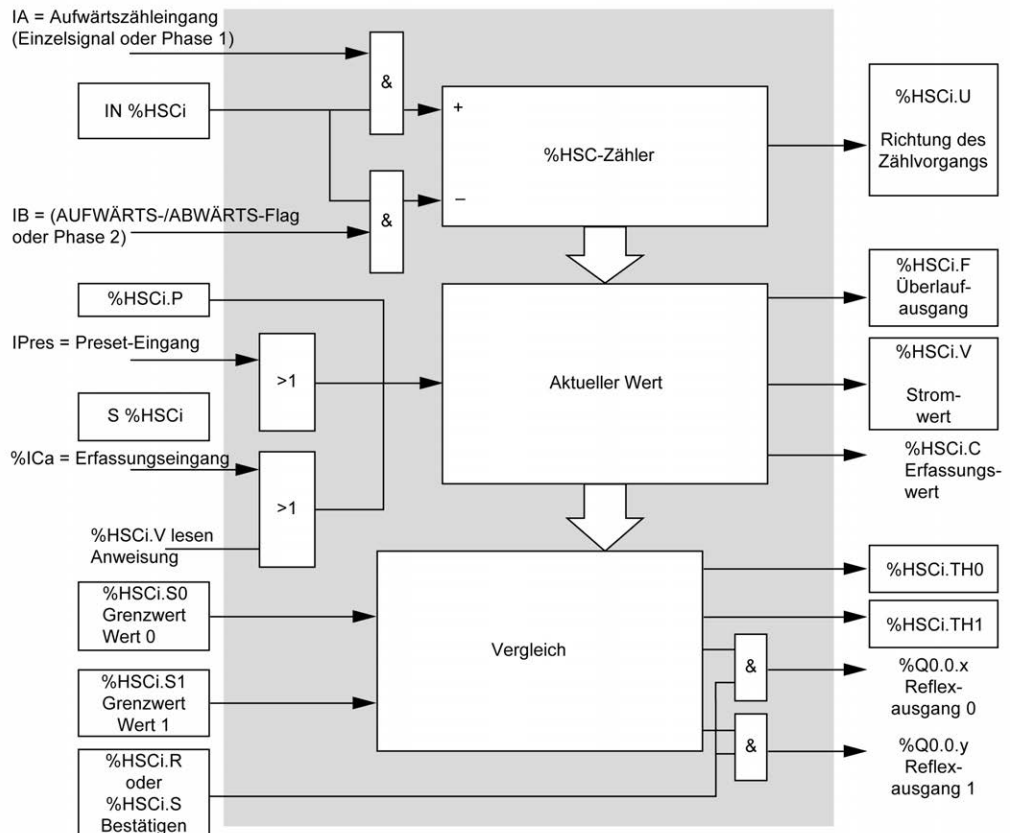 IA = Aufwärtszähleingang
(Einzelsignal oder Phase 1)
IN %HSCi
IB = (AUFWÄRTS-/ABWÄRTS-Flag
oder Phase 2)
%HSCi.P
IPres = Preset-Eingang
S %HSCi
%ICa = Erfassungseingang
%HSCi.V lesen
Anweisung
%HSCi.S0
Grenzwert
Wert 0
%HSCi.S1
Grenzwert
Wert 1
%HSCi.R
oder
%HSCi.S
Bestätigen
&
&
>1
>1
+
%HSC-Zähler
–
Aktueller Wert
Vergleich
&
&
%HSCi.U
Richtung des
Zählvorgangs
%HSCi.F
Überlauf-
ausgang
%HSCi.V
Strom-
wert
%HSCi.C
Erfassungs-
wert
%HSCi.TH0
%HSCi.TH1
%Q0.0.x
Reflex-
ausgang 0
%Q0.0.y
Reflex-
ausgang 1